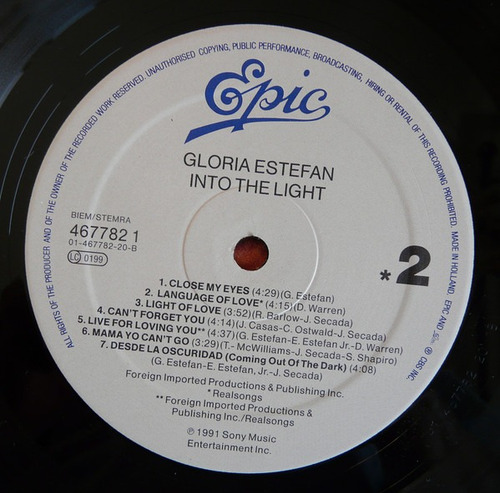 ALL RIGHTS OF THE PRODUCER AND OF THE OWNER OF THE RECORDED WORK RESERVED. UNAUTHORISED COPYING, PUBLIC PERFORMANCE, BROADCASTING, HIRING OR RENTAL OF THIS RECORDING PROHIBITED. MADE IN HOLLAND. EPIC AND ARE ℗ CBS INC.
Epic
GLORIA ESTEFAN
INTO THE LIGHT
BIEM/STEMRA
467782 1
01-467782-20-B
LC 0199
*2
1. CLOSE MY EYES (4:29)(G. Estefan)
2. LANGUAGE OF LOVE* (4:15)(D. Warren)
3. LIGHT OF LOVE (3:52)(R. Barlow-J. Secada)
4. CAN'T FORGET YOU (4:14)(J. Casas-C. Ostwald-J. Secada)
5. LIVE FOR LOVING YOU** (4:37)(G. Estefan-E. Estefan Jr.-D. Warren)
6. MAMA YO CAN'T GO (3:29)(T.- McWilliams-J. Secada-S. Shapiro)
7. DESDE LA OSCURIDAD (Coming Out Of The Dark) (4:08)
(G. Estefan-E. Estefan, Jr.-J. Secada)
Foreign Imported Productions & Publishing Inc.
* Realsongs
** Foreign Imported Productions &
Publishing Inc./Realsongs
℗ 1991 Sony Music
Entertainment Inc.